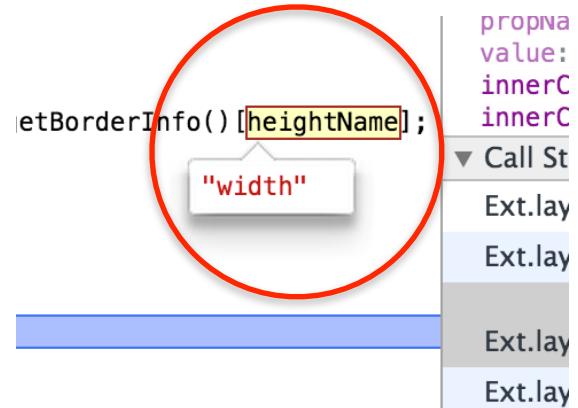 etBorderInfo()[heightName];
"width"
propNa
value:
innerC
innerC
▼ Call St
Ext.lay
Ext.lay
Ext.lay
Ext.lay